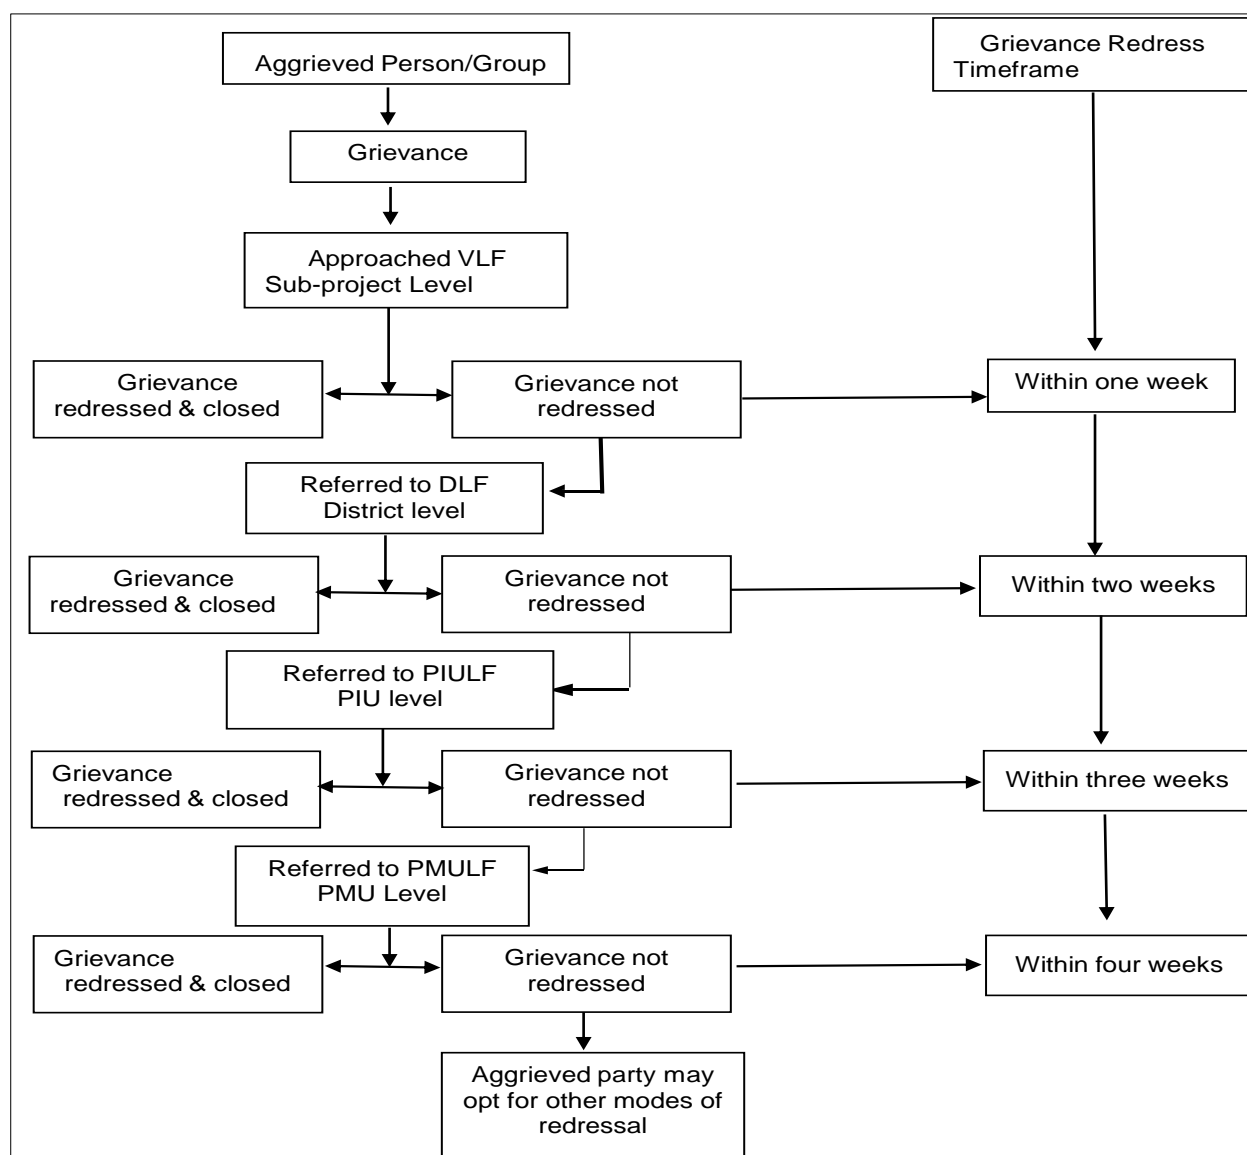 Aggrieved Person/Group
Grievance Redress
Timeframe
Grievance
Approached VLF
Sub-project Level
Grievance
redressed & closed
Grievance not
redressed
Within one week
Referred to DLF
District level
Grievance
redressed & closed
Grievance not
redressed
Within two weeks
Referred to PIULF
PIU level
Grievance
redressed & closed
Grievance not
redressed
Within three weeks
Referred to PMULF
PMU Level
Grievance
redressed & closed
Grievance not
redressed
Within four weeks
Aggrieved party may
opt for other modes of
redressal